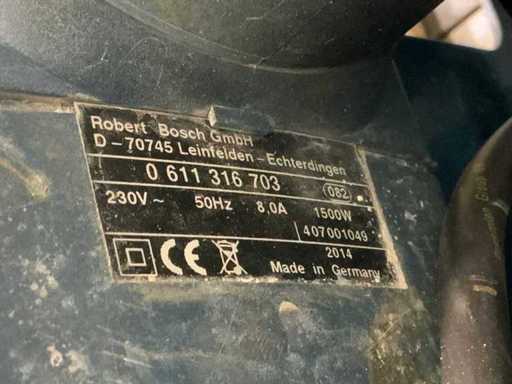 Robert Bosch GmbH
D-70745 Leinfelden-Echterdingen
0 611 316 703 (082)
230V~ 50Hz 8,0A 1500W
407001049
2014
CE Made in Germany